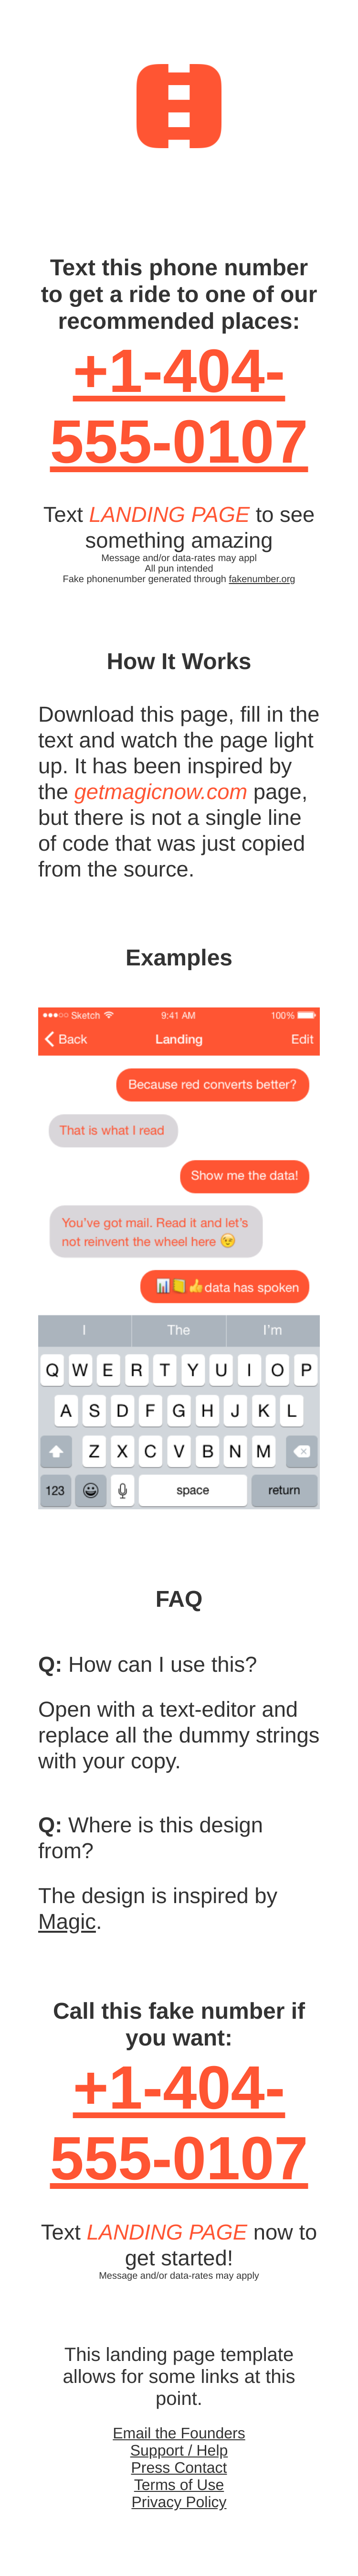 Text this phone number
to get a ride to one of our
recommended places:
+1-404-
555-0107
Text LANDING PAGE to see
something amazing
Message and/or data-rates may appl
All pun intended
Fake phonenumber generated through fakenumber.org
How It Works
Download this page, fill in the
text and watch the page light
up. It has been inspired by
the getmagicnow.com page,
but there is not a single line
of code that was just copied
from the source.
Examples
Sketch 9:41 AM 100%
Back Landing Edit
Because red converts better?
That is what I read
Show me the data!
You've got mail. Read it and let's
not reinvent the wheel here 😉
📊📒👍data has spoken
I The I'm
Q W E R T Y U I O P
A S D F G H J K L
Z X C V B N M
123 space return
FAQ
Q: How can I use this?
Open with a text-editor and
replace all the dummy strings
with your copy.
Q: Where is this design
from?
The design is inspired by
Magic.
Call this fake number if
you want:
+1-404-
555-0107
Text LANDING PAGE now to
get started!
Message and/or data-rates may apply
This landing page template
allows for some links at this
point.
Email the Founders
Support / Help
Press Contact
Terms of Use
Privacy Policy